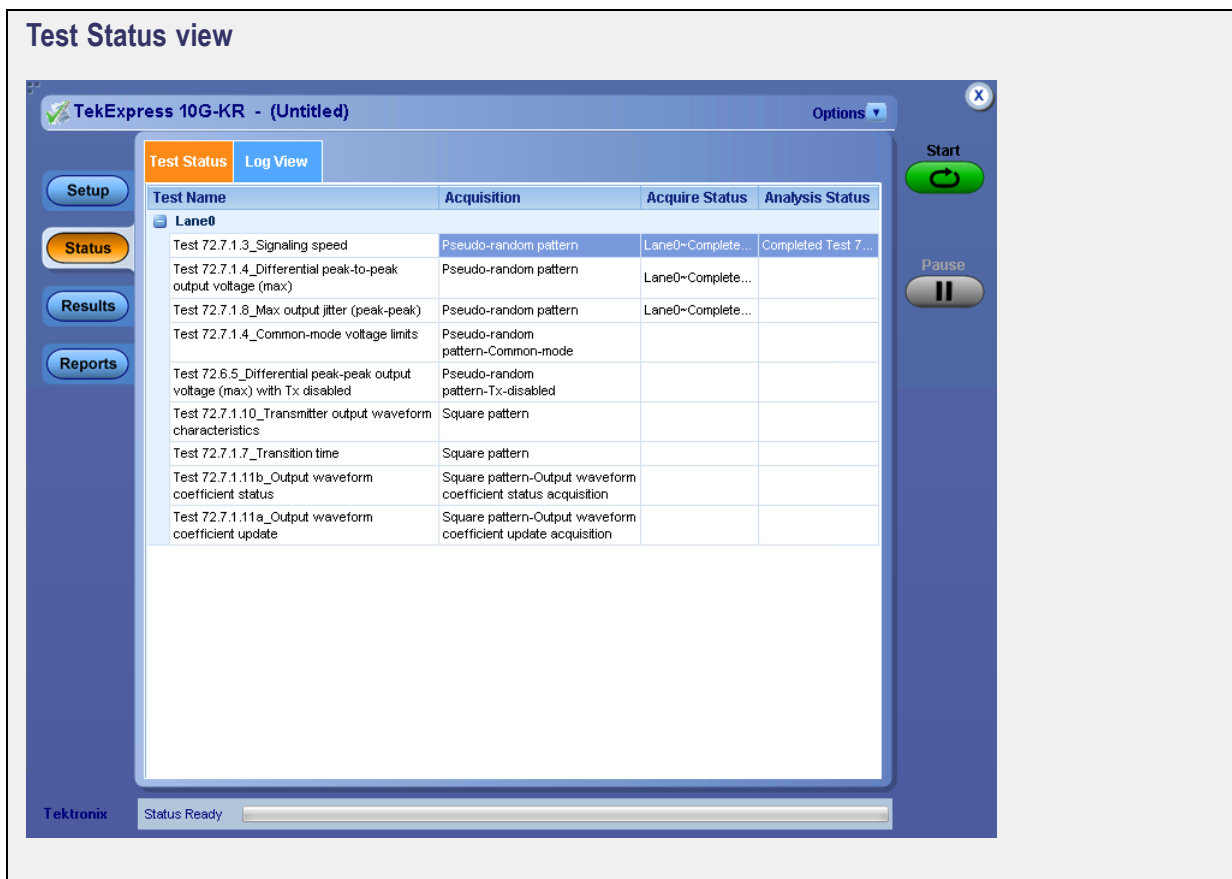 Test Status view
TekExpress 10G-KR - (Untitled)
Options
X
Start
Pause
Setup
Status
Results
Reports
Test Status
Log View
Test Name Acquisition Acquire Status Analysis Status
Lane0
Test 72.7.1.3_Signaling speed Pseudo-random pattern Lane0~Complete... Completed Test 7...
Test 72.7.1.4_Differential peak-to-peak
output voltage (max)
Pseudo-random pattern
Lane0~Complete...
Test 72.7.1.8_Max output jitter (peak-peak) Pseudo-random pattern Lane0~Complete...
Test 72.7.1.4_Common-mode voltage limits
Pseudo-random
pattern-Common-mode
Test 72.6.5_Differential peak-peak output
voltage (max) with Tx disabled
Pseudo-random
pattern-Tx-disabled
Test 72.7.1.10_Transmitter output waveform
characteristics
Square pattern
Test 72.7.1.7_Transition time Square pattern
Test 72.7.1.11b_Output waveform
coefficient status
Square pattern-Output waveform
coefficient status acquisition
Test 72.7.1.11a_Output waveform
coefficient update
Square pattern-Output waveform
coefficient update acquisition
Tektronix
Status Ready